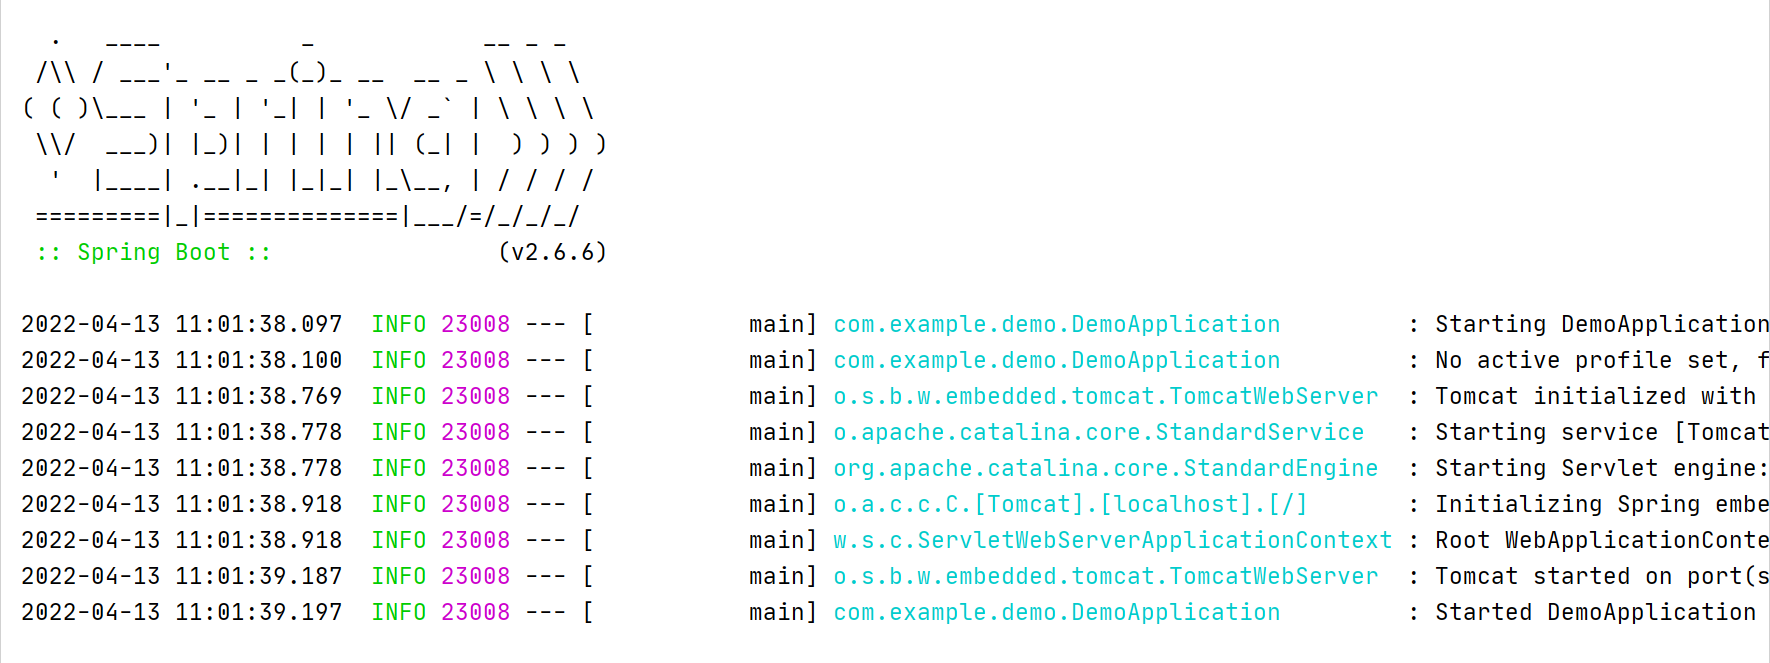 .   ____          _            __ _ _
 /\\ / ___'_ __ _ _(_)_ __  __ _ \ \ \ \
( ( )\___ | '_ | '_| | '_ \/ _` | \ \ \ \
 \\/  ___)| |_)| | | | | || (_| |  ) ) ) )
  '  |____| .__|_| |_|_| |_\__, | / / / /
 =========|_|==============|___/=/_/_/_/
 :: Spring Boot ::                (v2.6.6)
2022-04-13 11:01:38.097  INFO 23008 --- [           main] com.example.demo.DemoApplication         : Starting DemoApplication
2022-04-13 11:01:38.100  INFO 23008 --- [           main] com.example.demo.DemoApplication         : No active profile set, f
2022-04-13 11:01:38.769  INFO 23008 --- [           main] o.s.b.w.embedded.tomcat.TomcatWebServer  : Tomcat initialized with
2022-04-13 11:01:38.778  INFO 23008 --- [           main] o.apache.catalina.core.StandardService   : Starting service [Tomcat
2022-04-13 11:01:38.778  INFO 23008 --- [           main] org.apache.catalina.core.StandardEngine  : Starting Servlet engine:
2022-04-13 11:01:38.918  INFO 23008 --- [           main] o.a.c.c.C.[Tomcat].[localhost].[/]       : Initializing Spring embe
2022-04-13 11:01:38.918  INFO 23008 --- [           main] w.s.c.ServletWebServerApplicationContext : Root WebApplicationConte
2022-04-13 11:01:39.187  INFO 23008 --- [           main] o.s.b.w.embedded.tomcat.TomcatWebServer  : Tomcat started on port(s
2022-04-13 11:01:39.197  INFO 23008 --- [           main] com.example.demo.DemoApplication         : Started DemoApplication